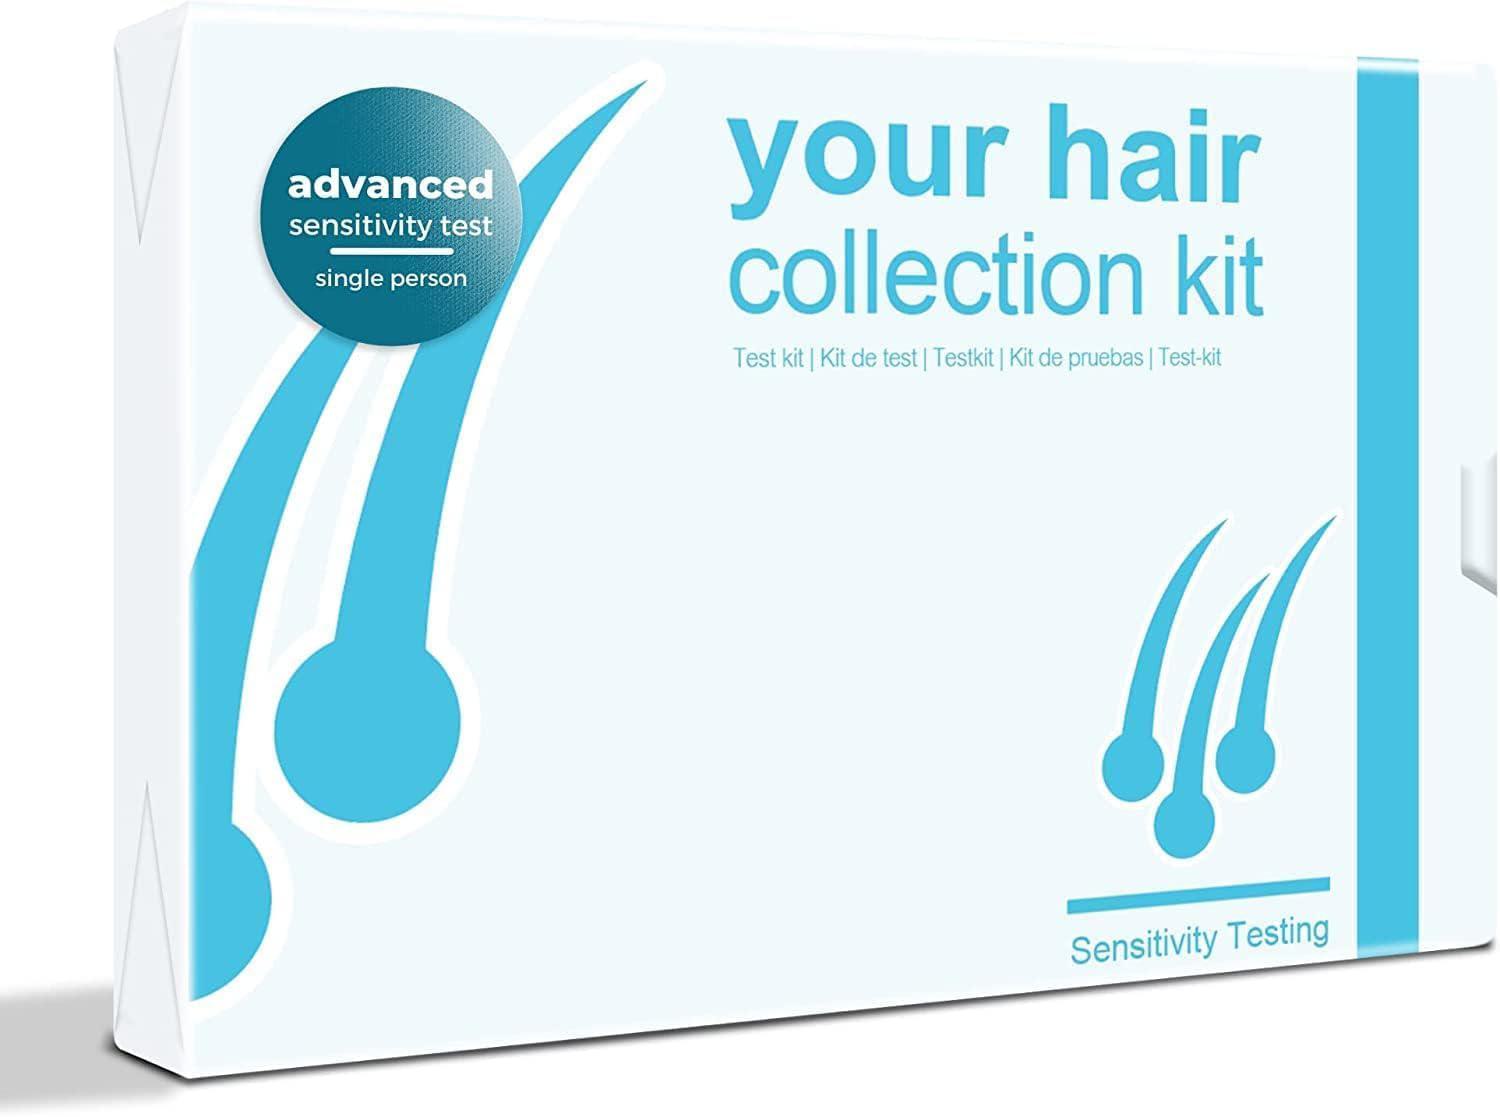 advanced
sensitivity test
single person
your hair
collection kit
Test kit | Kit de test | Testkit | Kit de pruebas | Test-kit
Sensitivity Testing